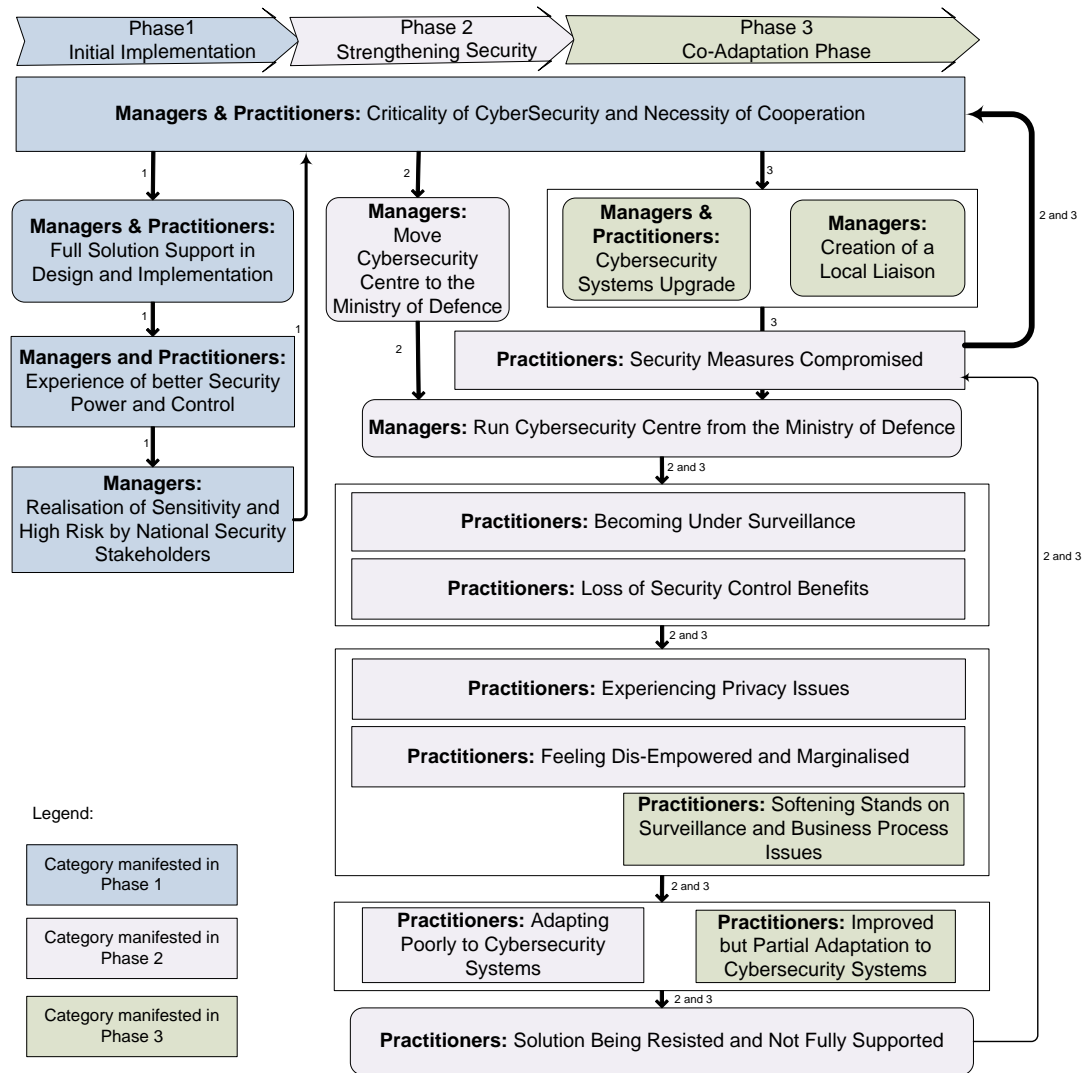 Phase1
Initial Implementation
Phase 2
Strengthening Security
Phase 3
Co-Adaptation Phase
Managers & Practitioners: Criticality of CyberSecurity and Necessity of Cooperation
1
2
3
2 and 3
Managers & Practitioners:
Full Solution Support in
Design and Implementation
Managers:
Move
Cybersecurity
Centre to the
Ministry of Defence
Managers &
Practitioners:
Cybersecurity
Systems Upgrade
Managers:
Creation of a
Local Liaison
1
1
2
3
Managers and Practitioners:
Experience of better Security
Power and Control
Practitioners: Security Measures Compromised
1
Managers: Run Cybersecurity Centre from the Ministry of Defence
Managers:
Realisation of Sensitivity and
High Risk by National Security
Stakeholders
2 and 3
Practitioners: Becoming Under Surveillance
2 and 3
Practitioners: Loss of Security Control Benefits
2 and 3
Practitioners: Experiencing Privacy Issues
Practitioners: Feeling Dis-Empowered and Marginalised
Practitioners: Softening Stands on
Surveillance and Business Process
Issues
2 and 3
Practitioners: Adapting
Poorly to Cybersecurity
Systems
Practitioners: Improved
but Partial Adaptation to
Cybersecurity Systems
2 and 3
Practitioners: Solution Being Resisted and Not Fully Supported
Legend:
Category manifested in
Phase 1
Category manifested in
Phase 2
Category manifested in
Phase 3